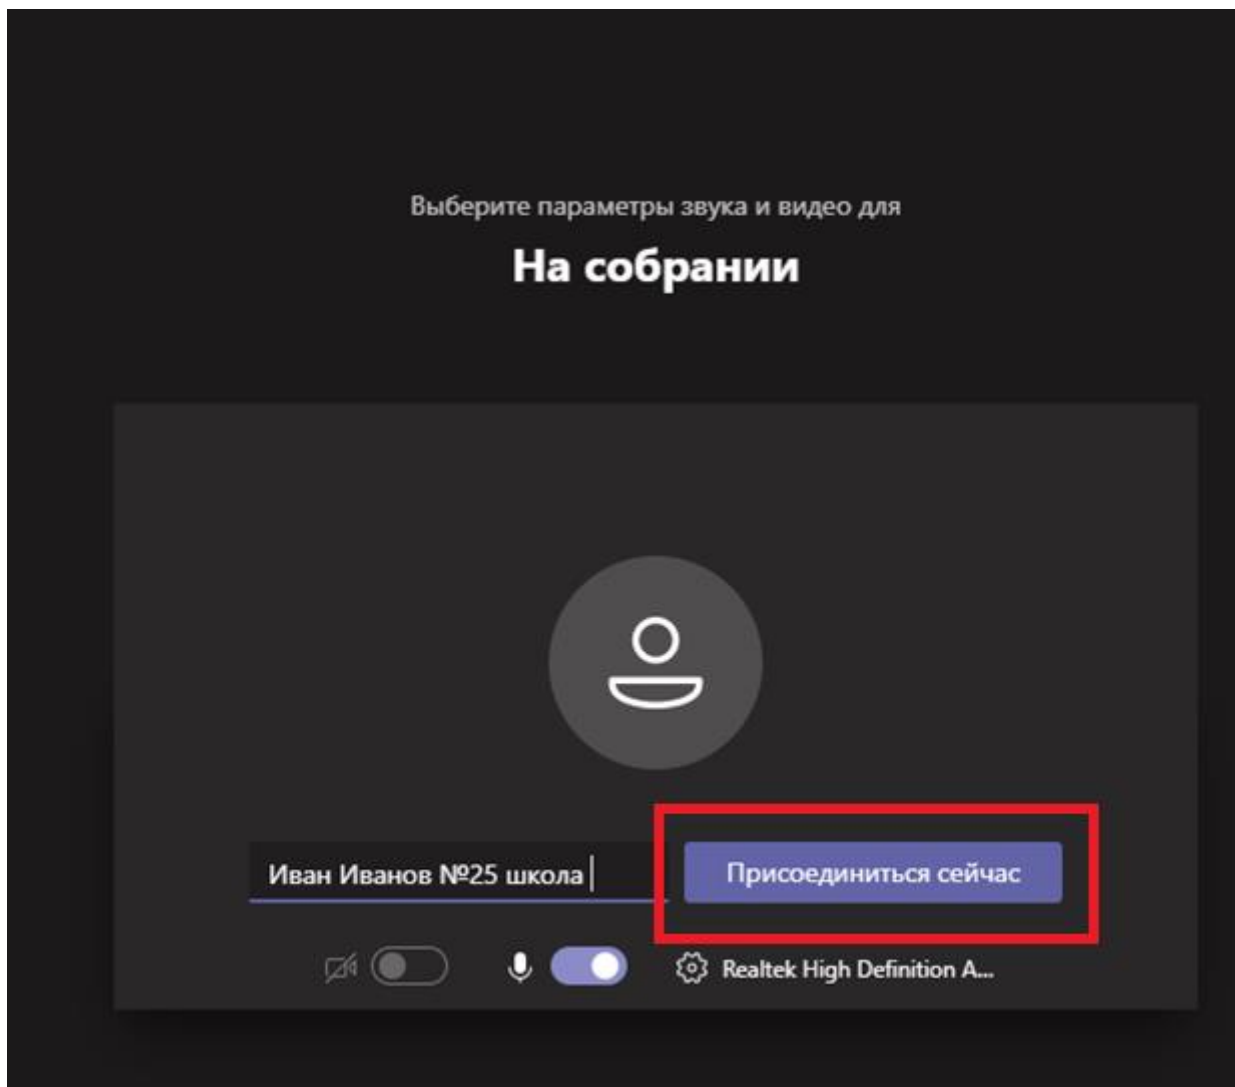 Выберите параметры звука и видео для
На собрании
Иван Иванов №25 школа
Присоединиться сейчас
Realtek High Definition A...